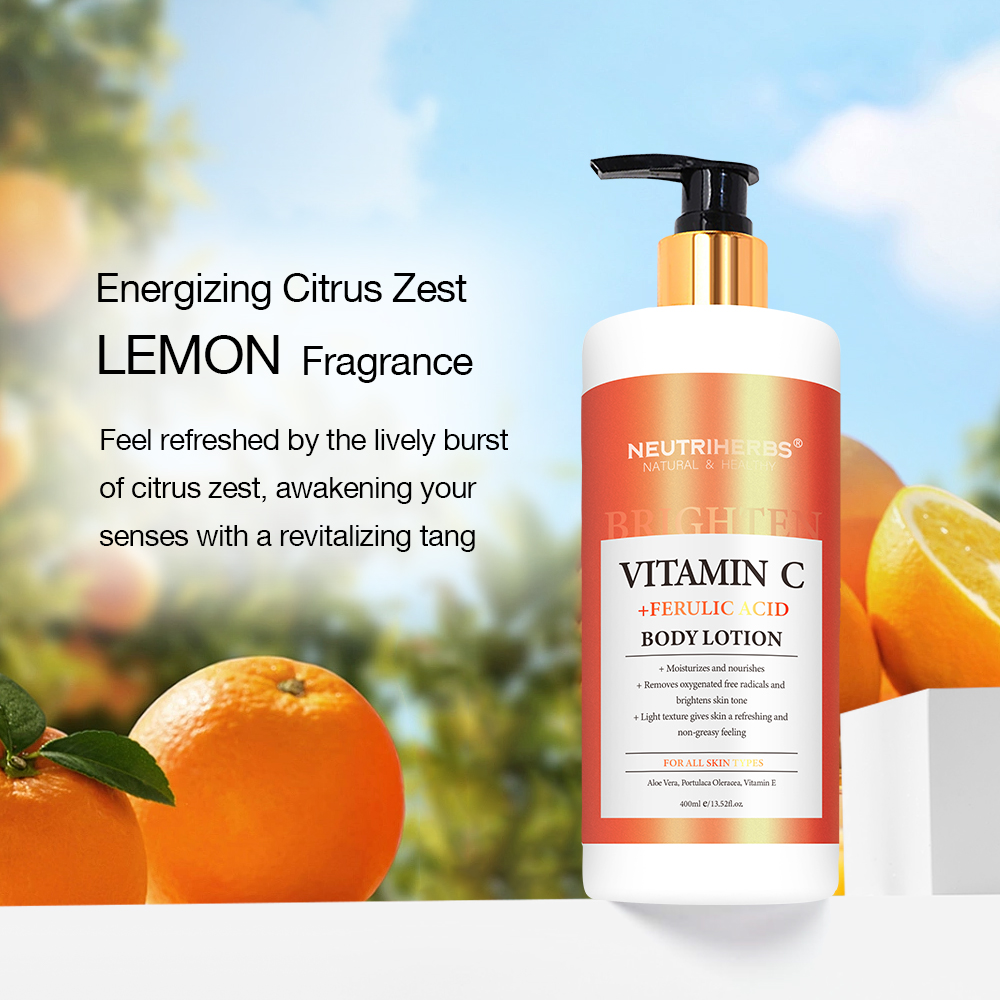 Energizing Citrus Zest
LEMON Fragrance
Feel refreshed by the lively burst
of citrus zest, awakening your
senses with a revitalizing tang
NEUTRIHERBS®
NATURAL & HEALTHY
BRIGHTEN
VITAMIN C
+FERULIC ACID
BODY LOTION
+ Moisturizes and nourishes
+ Removes oxygenated free radicals and
brightens skin tone
+ Light texture gives skin a refreshing and
non-greasy feeling
FOR ALL SKIN TYPES
Aloe Vera, Portulaca Oleracea, Vitamin E
400ml e/13.52fl.oz.